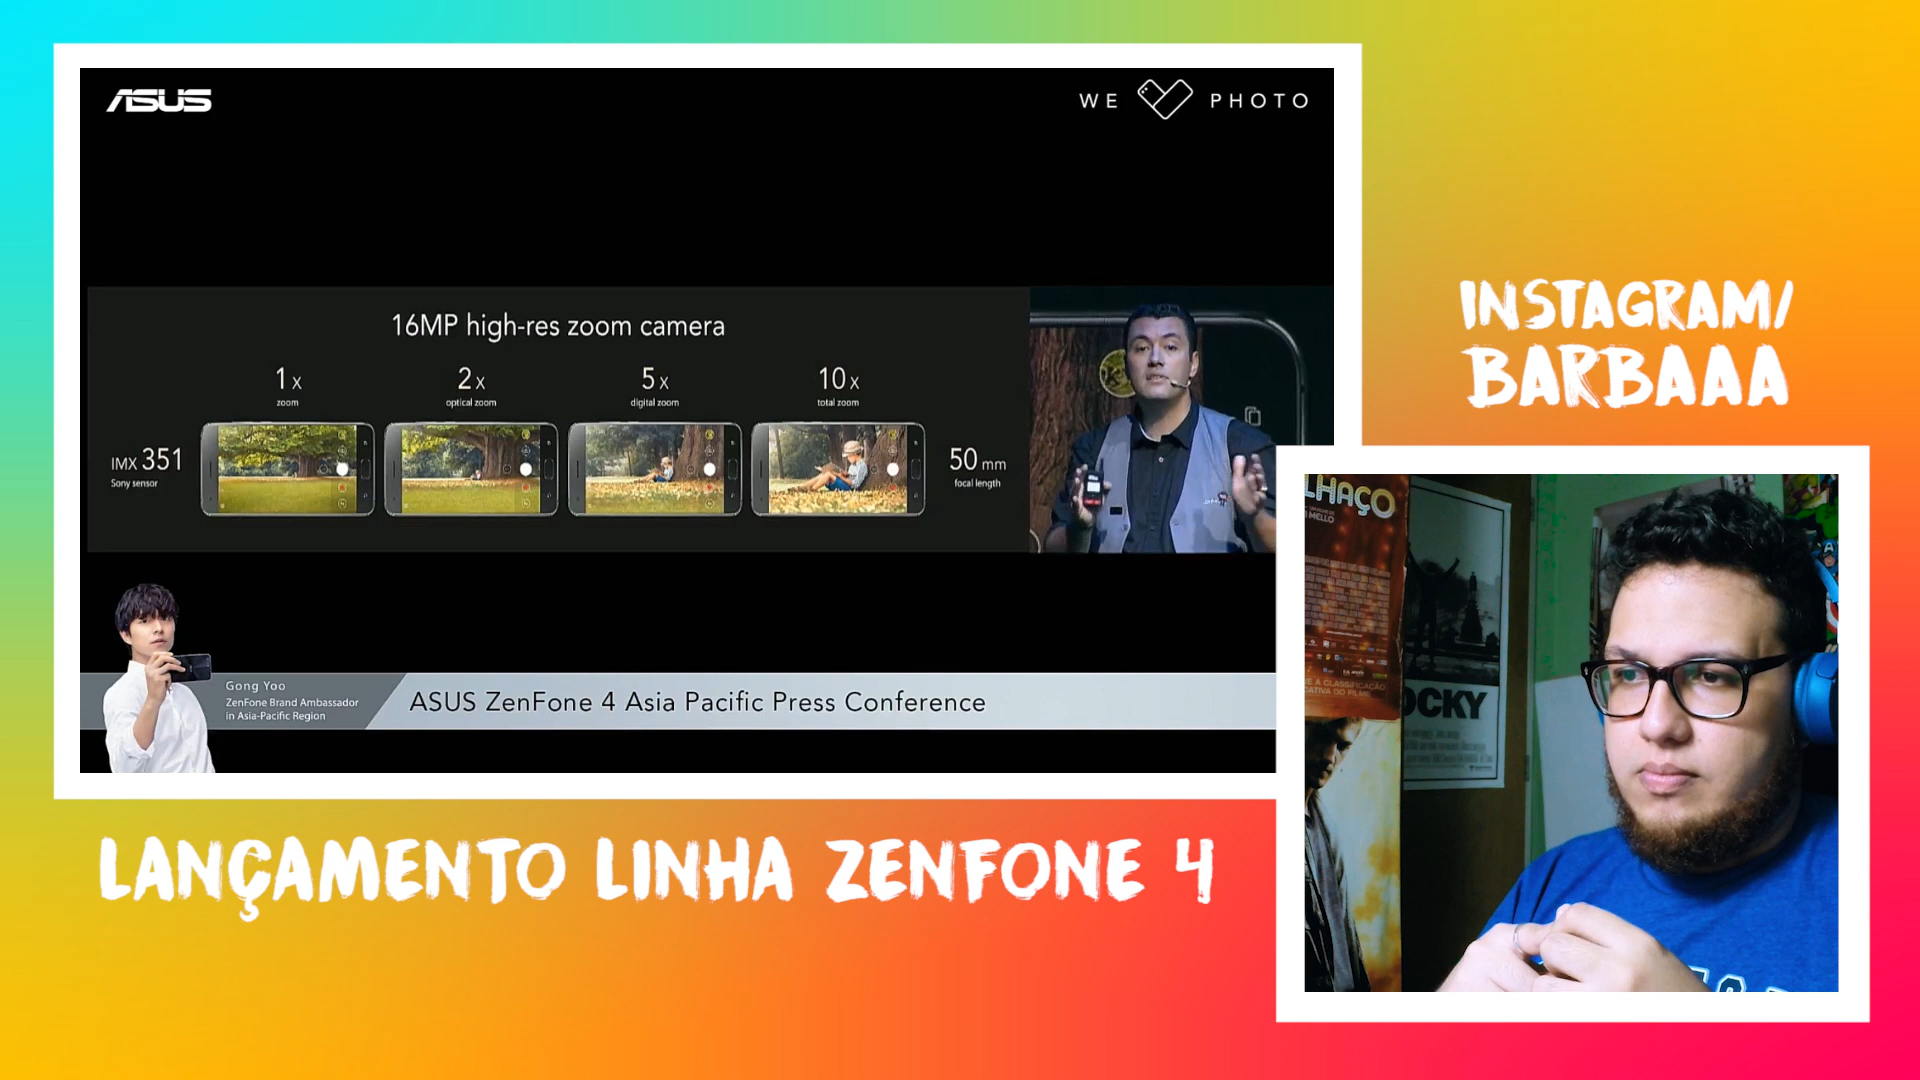 ASUS
WE PHOTO
16MP high-res zoom camera
1x
zoom
2x
optical zoom
5x
digital zoom
10x
total zoom
IMX 351
Sony sensor
50 mm
focal length
Gong Yoo
ZenFone Brand Ambassador
in Asia-Pacific Region
ASUS ZenFone 4 Asia Pacific Press Conference
INSTAGRAM/
BARBAAA
LHAÇO
MELLO
OCKY
LANÇAMENTO LINHA ZENFONE 4